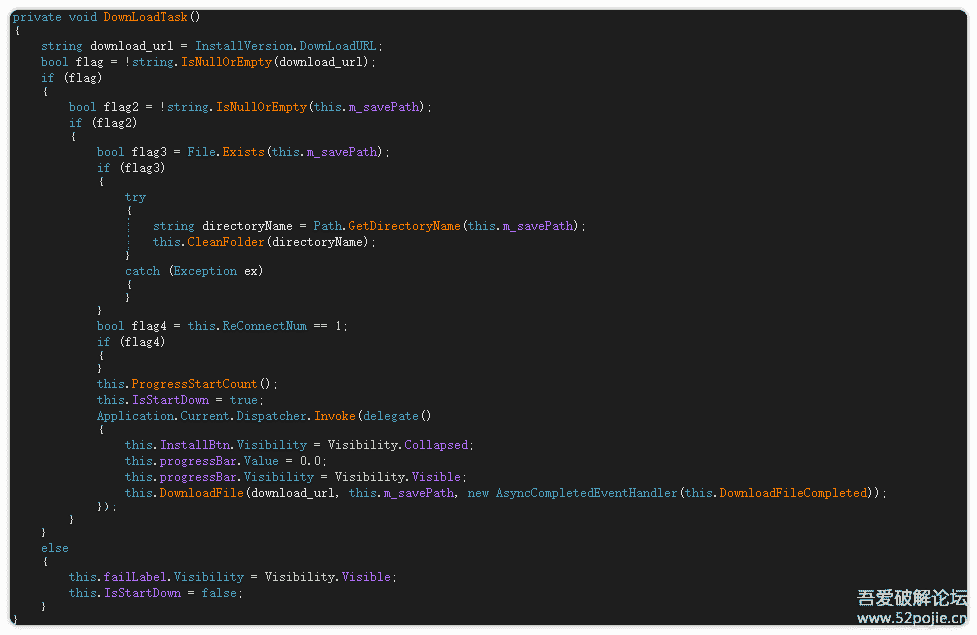 private void DownLoadTask()
{
    string download_url = InstallVersion.DownLoadURL;
    bool flag = !string.IsNullOrEmpty(download_url);
    if (flag)
    {
        bool flag2 = !string.IsNullOrEmpty(this.m_savePath);
        if (flag2)
        {
            bool flag3 = File.Exists(this.m_savePath);
            if (flag3)
            {
                try
                {
                    string directoryName = Path.GetDirectoryName(this.m_savePath);
                    this.CleanFolder(directoryName);
                }
                catch (Exception ex)
                {
                }
            }
            bool flag4 = this.ReConnectNum == 1;
            if (flag4)
            {
            }
            this.ProgressStartCount();
            this.IsStartDown = true;
            Application.Current.Dispatcher.Invoke(delegate()
            {
                this.InstallBtn.Visibility = Visibility.Collapsed;
                this.progressBar.Value = 0.0;
                this.progressBar.Visibility = Visibility.Visible;
                this.DownloadFile(download_url, this.m_savePath, new AsyncCompletedEventHandler(this.DownloadFileCompleted));
            });
        }
    }
    else
    {
        this.failLabel.Visibility = Visibility.Visible;
        this.IsStartDown = false;
    }
}
吾爱破解论坛
www.52pojie.cn